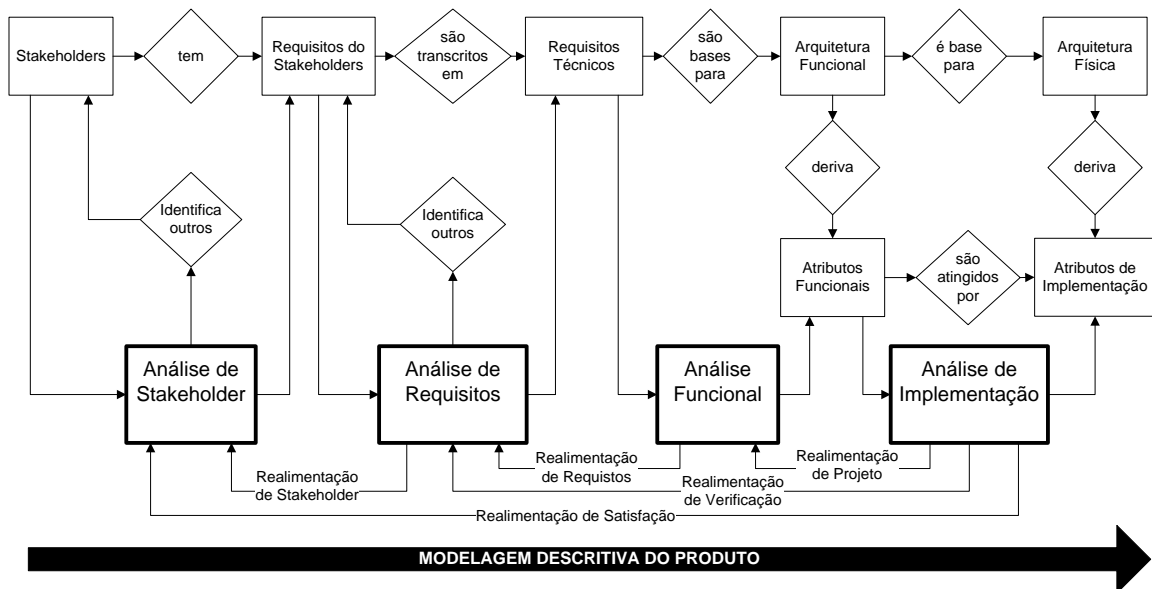 Stakeholders
tem
Requisitos do
Stakeholders
são
transcritos
em
Requisitos
Técnicos
são
bases
para
Arquitetura
Funcional
é base
para
Arquitetura
Física
deriva
deriva
Identifica
outros
Identifica
outros
Atributos
Funcionais
são
atingidos
por
Atributos de
Implementação
Análise de
Stakeholder
Análise de
Requisitos
Análise
Funcional
Análise de
Implementação
Realimentação
de Stakeholder
Realimentação
de Requistos
Realimentação
de Verificação
Realimentação
de Projeto
Realimentação de Satisfação
MODELAGEM DESCRITIVA DO PRODUTO